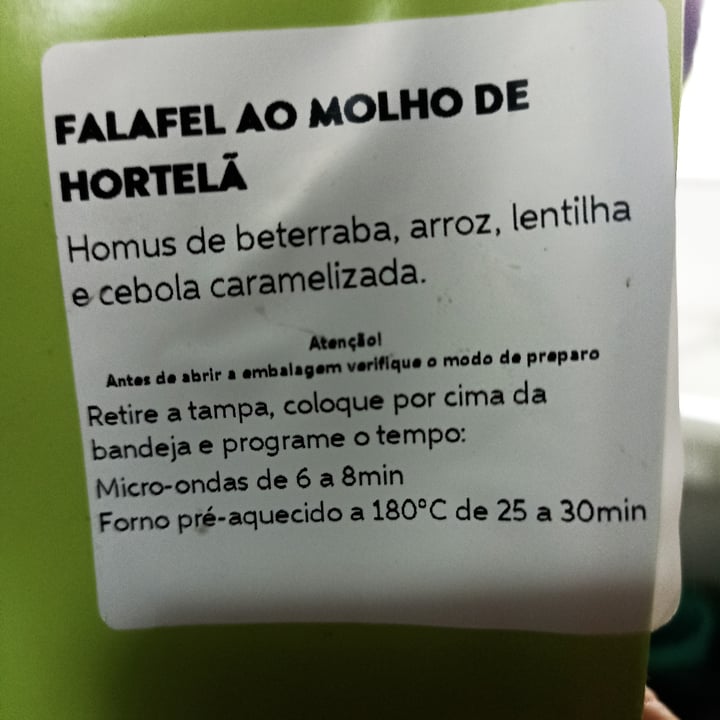 FALAFEL AO MOLHO DE
HORTELÃ
Homus de beterraba, arroz, lentilha
e cebola caramelizada.
Atenção!
Antes de abrir a embalagem verifique o modo de preparo
Retire a tampa, coloque por cima da
bandeja e programe o tempo:
Micro-ondas de 6 a 8min
Forno pré-aquecido a 180°C de 25 a 30min